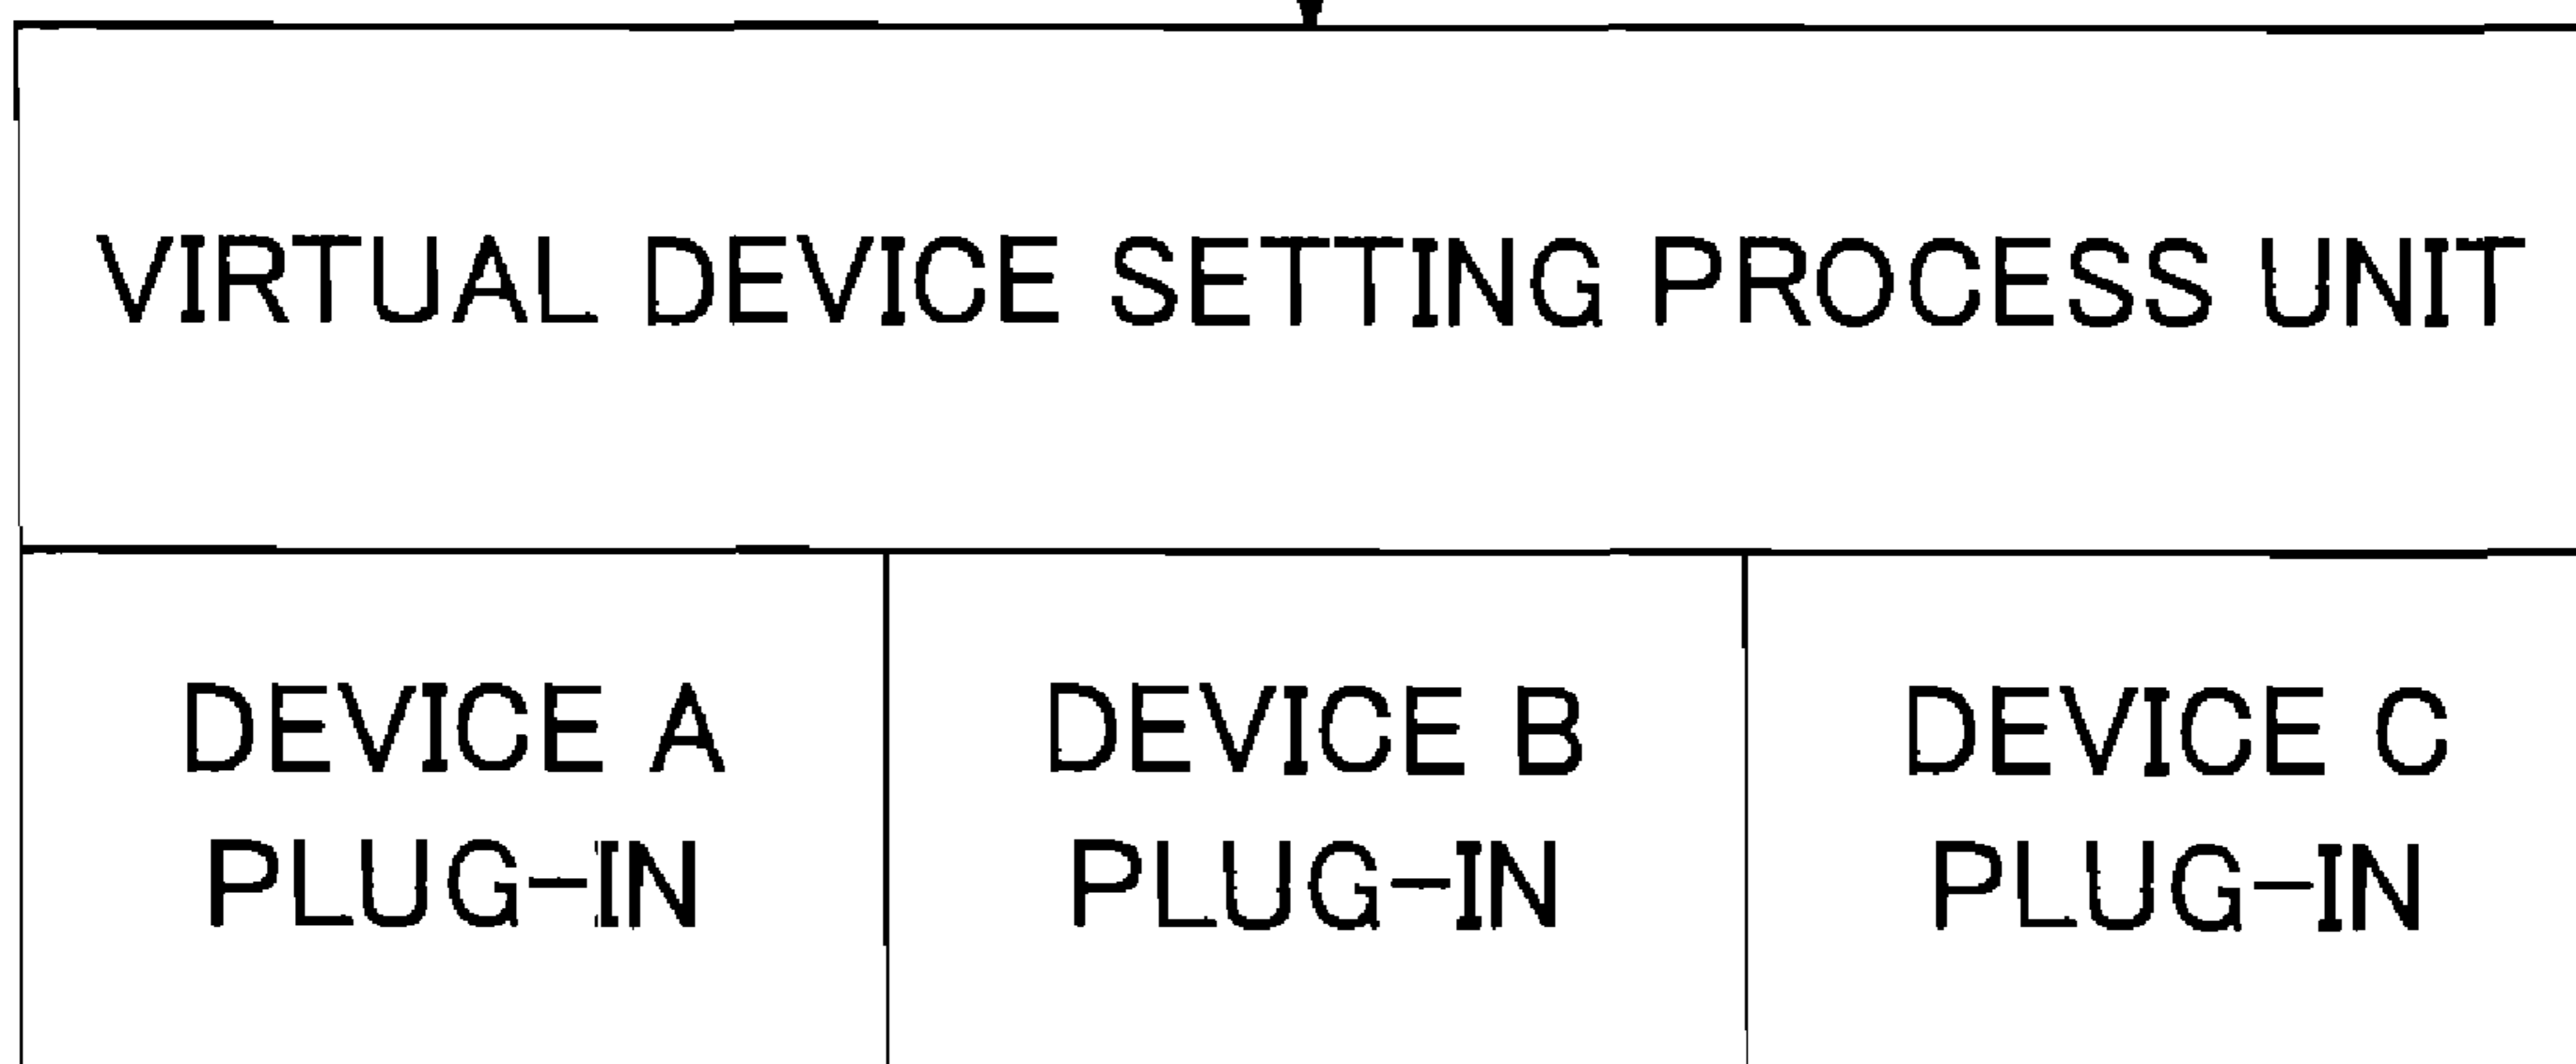 VIRTUAL DEVICE SETTING PROCESS UNIT
DEVICE A
PLUG-IN
DEVICE B
PLUG-IN
DEVICE C
PLUG-IN